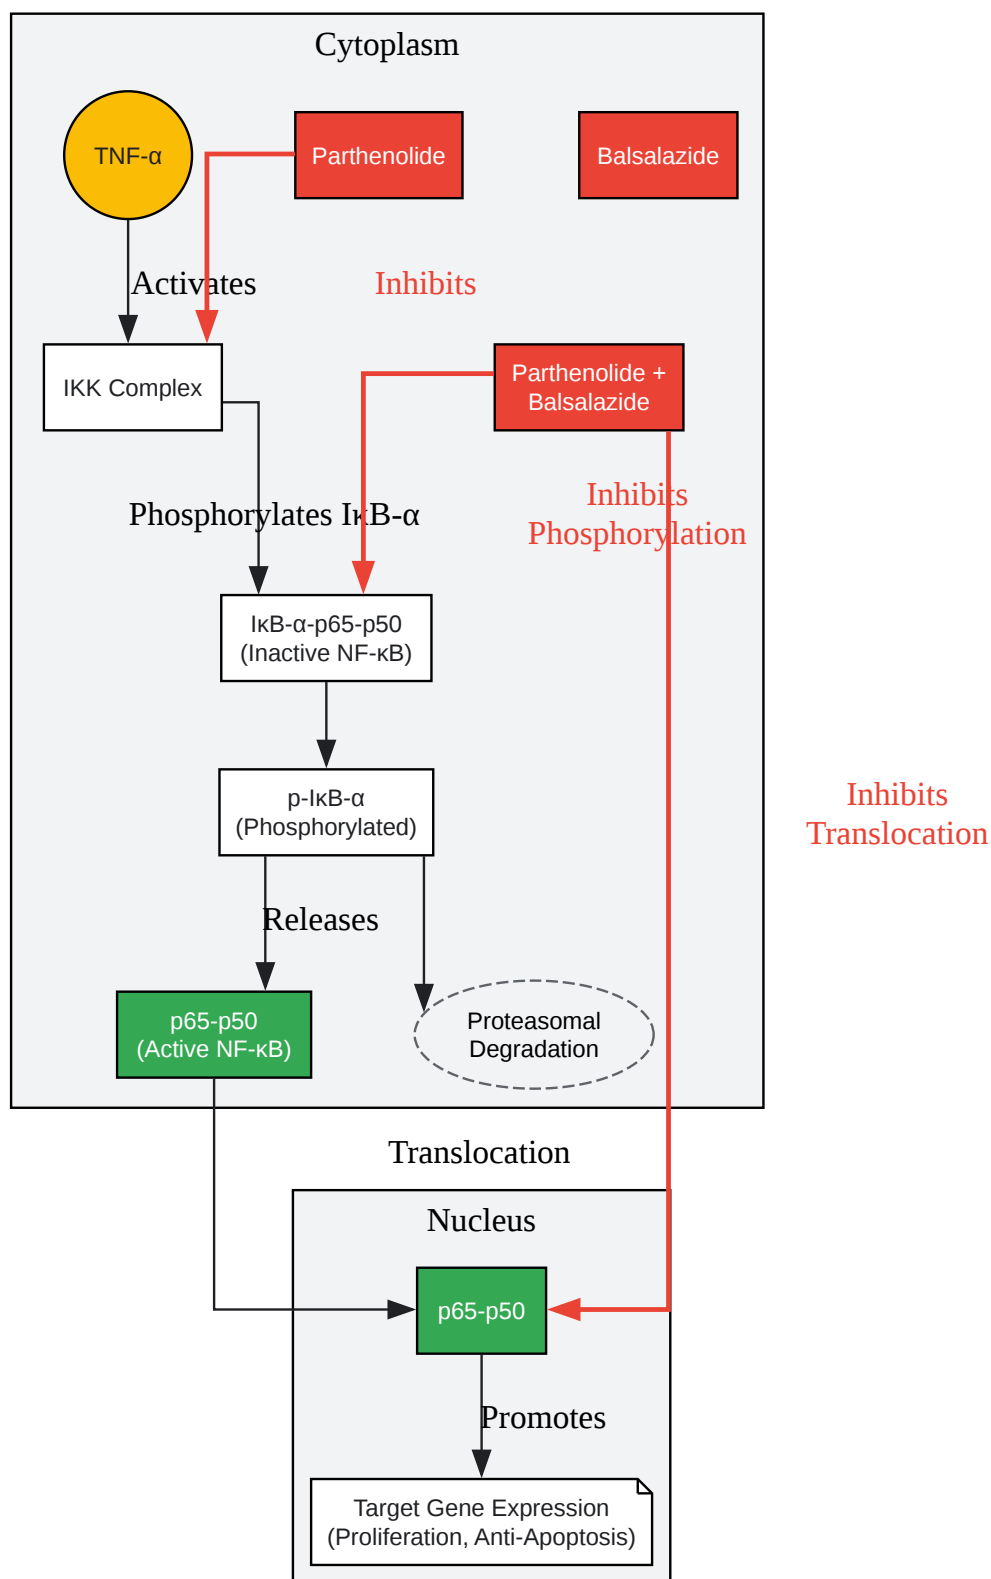 Cytoplasm
TNF-α
Parthenolide
Balsalazide
Activates
Inhibits
IKK Complex
Parthenolide +
Balsalazide
Phosphorylates IκB-α
Inhibits
Phosphorylation
IκB-α-p65-p50
(Inactive NF-κB)
p-IκB-α
(Phosphorylated)
Inhibits
Translocation
Releases
p65-p50
(Active NF-κB)
Proteasomal
Degradation
Translocation
Nucleus
p65-p50
Promotes
Target Gene Expression
(Proliferation, Anti-Apoptosis)